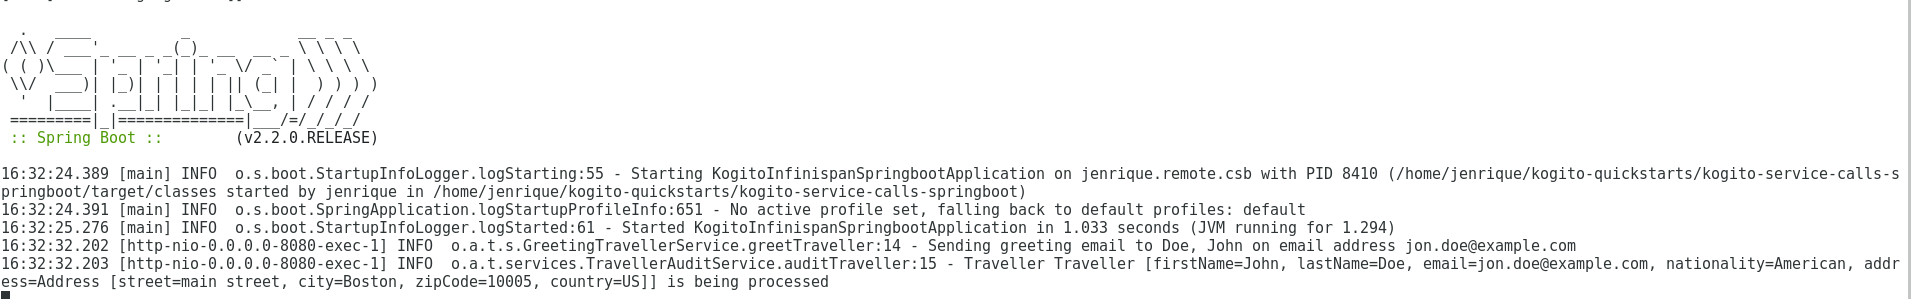 .   ____          _            __ _ _
 /\\ / ___'_ __ _ _(_)_ __  __ _ \ \ \ \
( ( )\___ | '_ | '_| | '_ \/ _` | \ \ \ \
 \\/  ___)| |_)| | | | | || (_| |  ) ) ) )
  '  |____| .__|_| |_|_| |_\__, | / / / /
 =========|_|==============|___/=/_/_/_/
 :: Spring Boot ::        (v2.2.0.RELEASE)
16:32:24.389 [main] INFO  o.s.boot.StartupInfoLogger.logStarting:55 - Starting KogitoInfinispanSpringbootApplication on jenrique.remote.csb with PID 8410 (/home/jenrique/kogito-quickstarts/kogito-service-calls-s
pringboot/target/classes started by jenrique in /home/jenrique/kogito-quickstarts/kogito-service-calls-springboot)
16:32:24.391 [main] INFO  o.s.boot.SpringApplication.logStartupProfileInfo:651 - No active profile set, falling back to default profiles: default
16:32:25.276 [main] INFO  o.s.boot.StartupInfoLogger.logStarted:61 - Started KogitoInfinispanSpringbootApplication in 1.033 seconds (JVM running for 1.294)
16:32:32.202 [http-nio-0.0.0.0-8080-exec-1] INFO  o.a.t.s.GreetingTravellerService.greetTraveller:14 - Sending greeting email to Doe, John on email address jon.doe@example.com
16:32:32.203 [http-nio-0.0.0.0-8080-exec-1] INFO  o.a.t.services.TravellerAuditService.auditTraveller:15 - Traveller Traveller [firstName=John, lastName=Doe, email=jon.doe@example.com, nationality=American, addr
ess=Address [street=main street, city=Boston, zipCode=10005, country=US]] is being processed